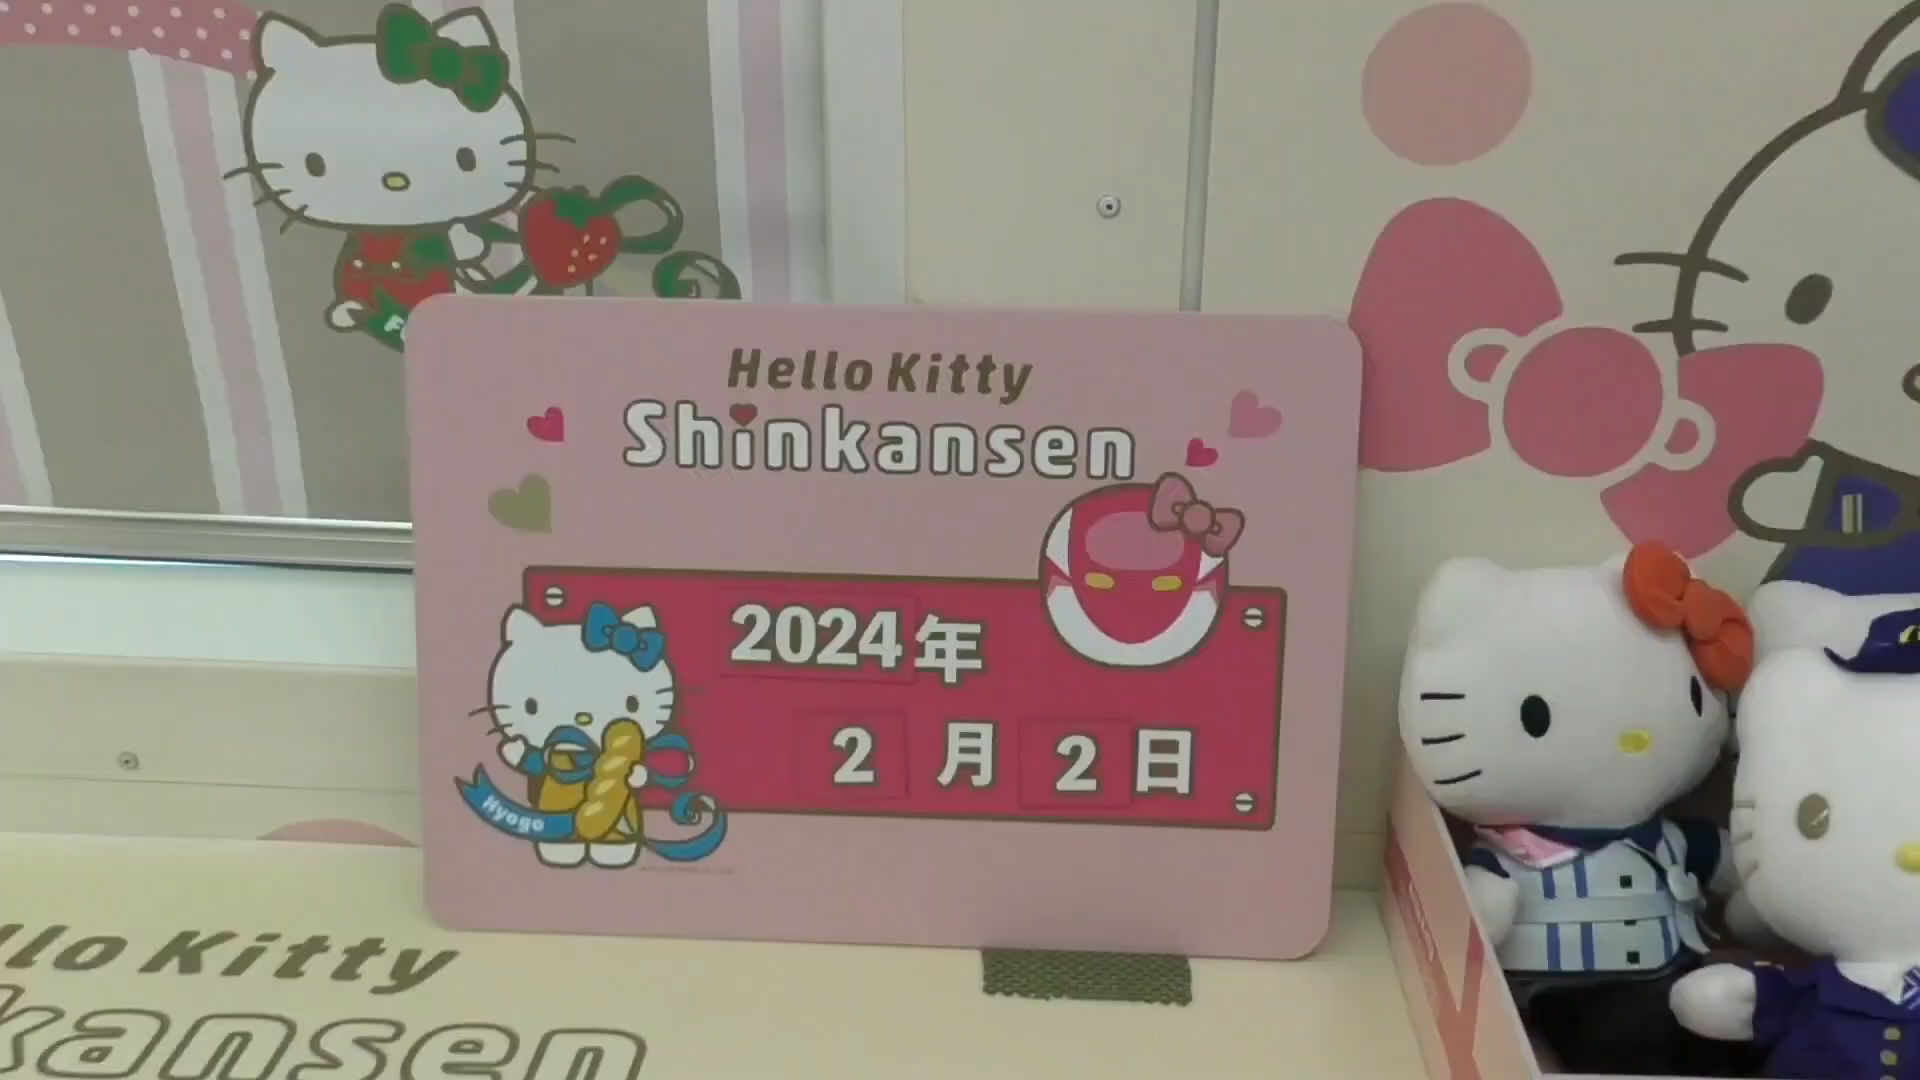 Hello Kitty
Shinkansen
2024年
2月2日
Hyogo
llo Kitty
kansen